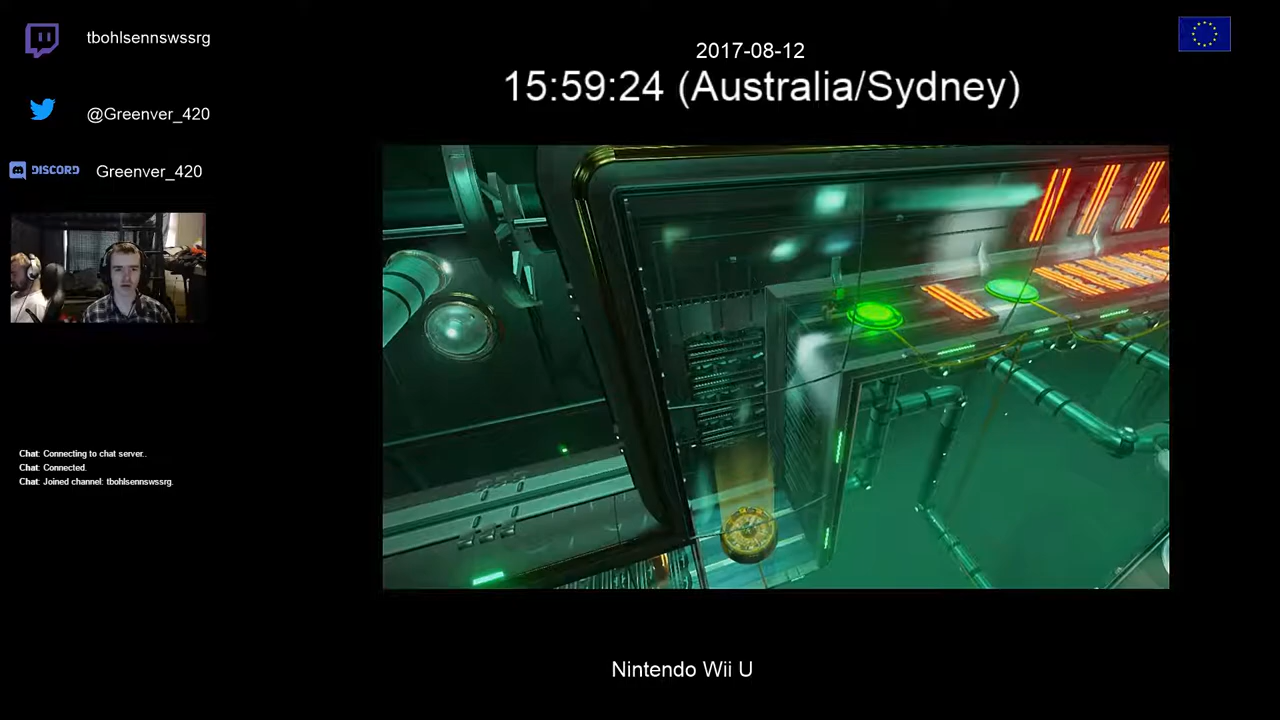 tbohlsennswssrg
@Greenver_420
DISCORD Greenver_420
2017-08-12
15:59:24 (Australia/Sydney)
Chat: Connecting to chat server..
Chat: Connected.
Chat: Joined channel: tbohlsennswssrg.
Nintendo Wii U